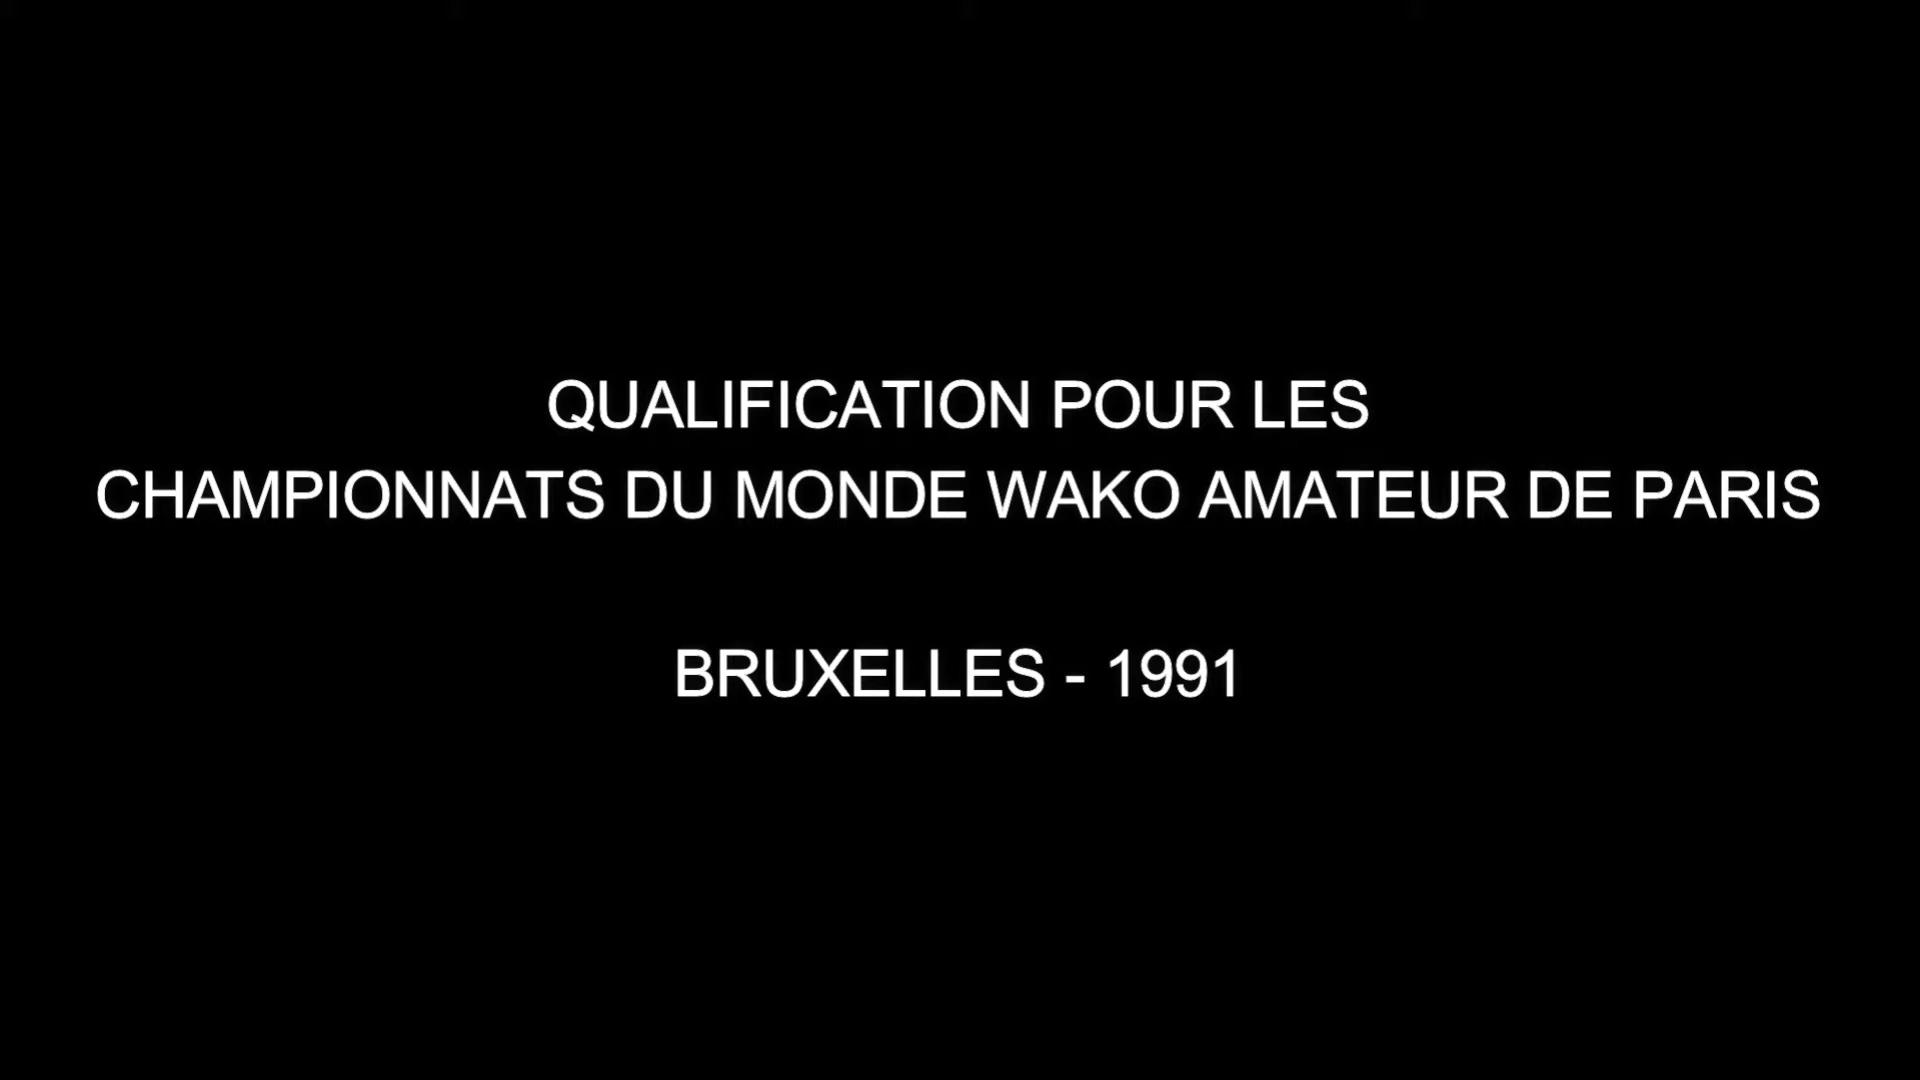 QUALIFICATION POUR LES
CHAMPIONNATS DU MONDE WAKO AMATEUR DE PARIS
BRUXELLES - 1991